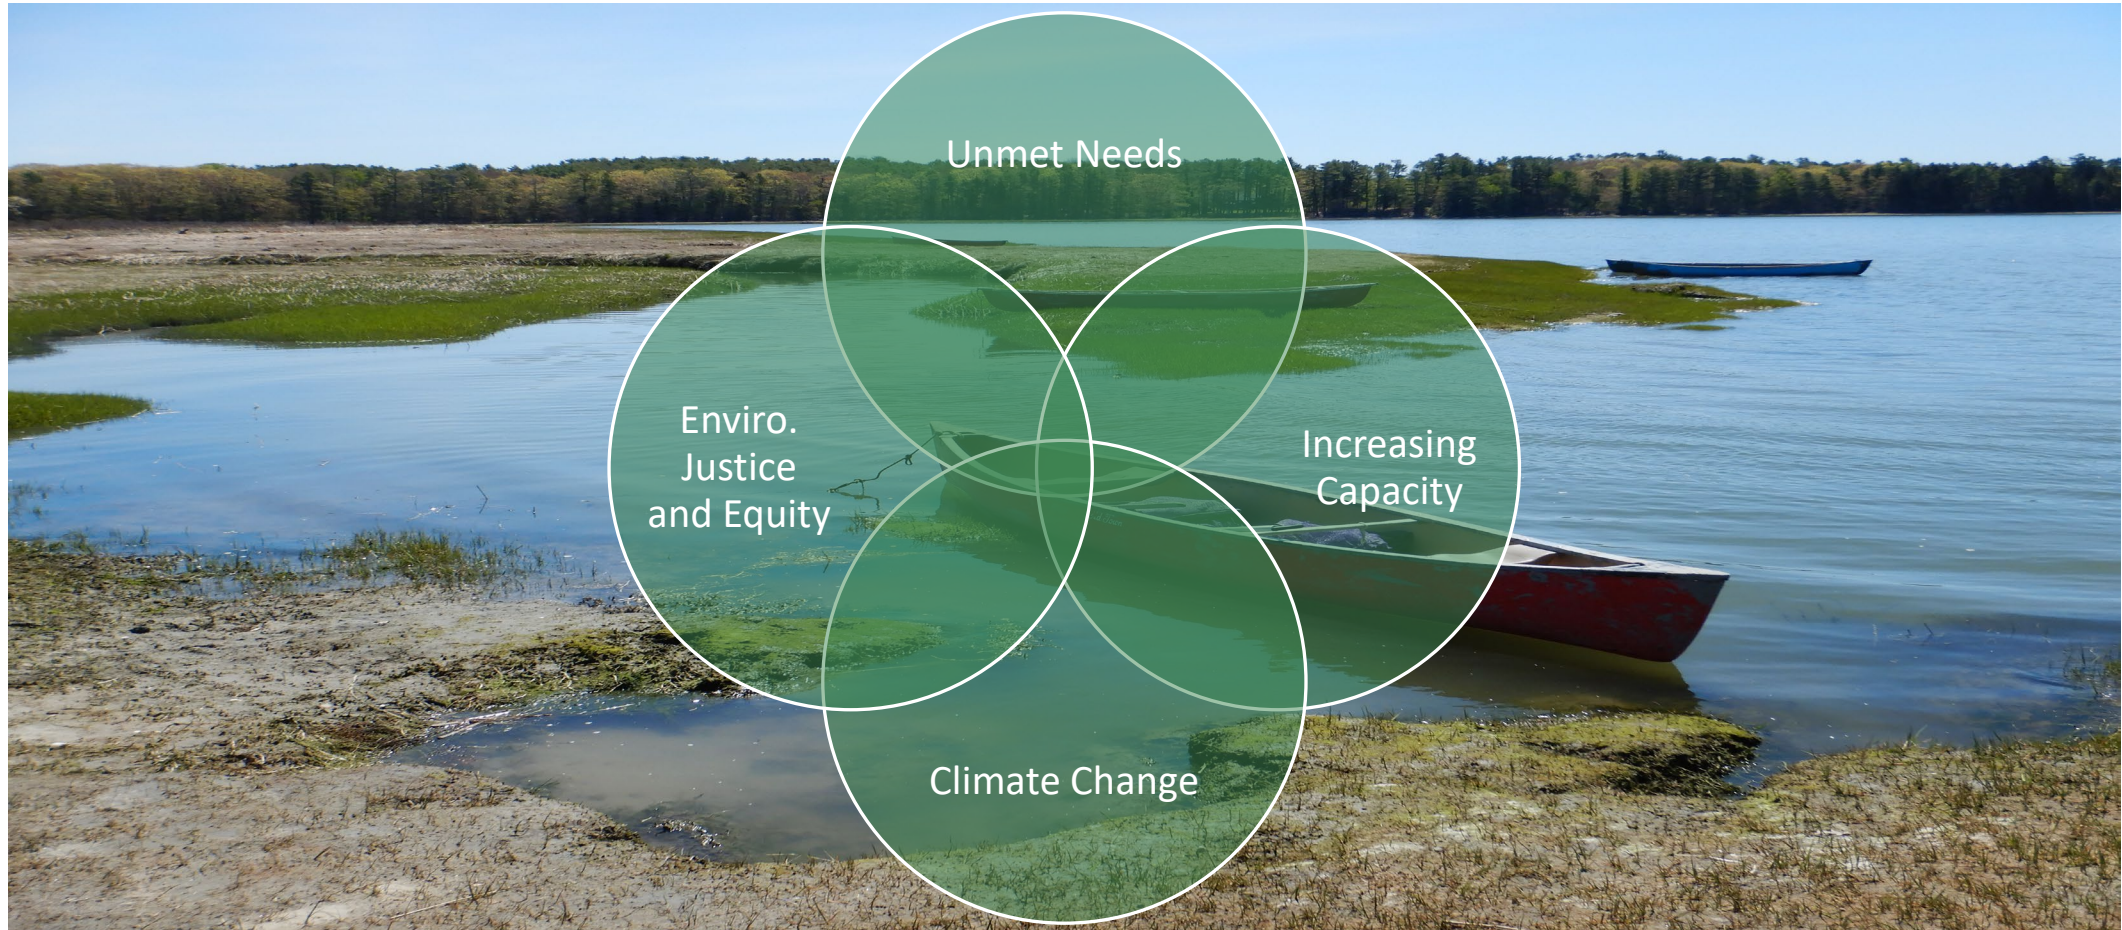 Unmet Needs
Enviro.
Justice
and Equity
Increasing
Capacity
Climate Change